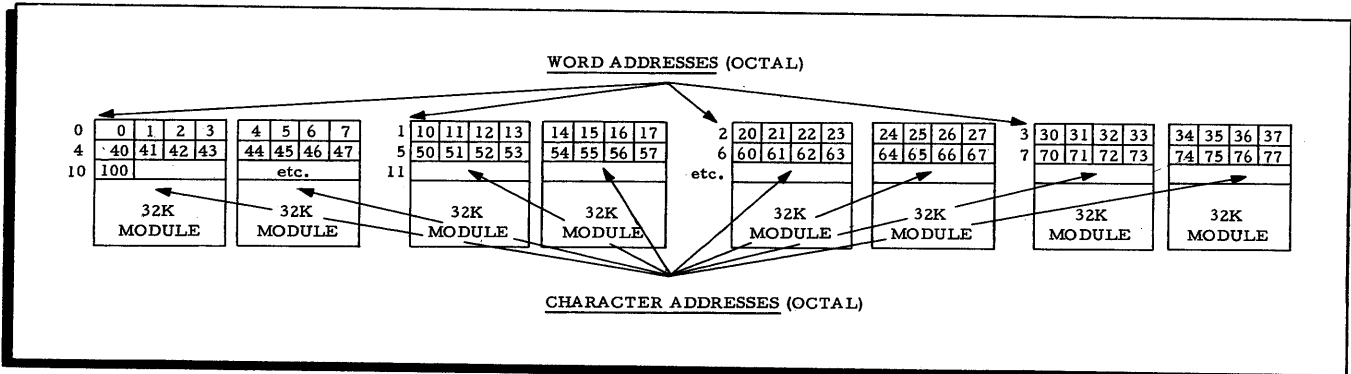 WORD ADDRESSES (OCTAL)
0 0 1 2 3 4 5 6 7 1 10 11 12 13 14 15 16 17 2 20 21 22 23 24 25 26 27 3 30 31 32 33 34 35 36 37
4 40 41 42 43 44 45 46 47 5 50 51 52 53 54 55 56 57 6 60 61 62 63 64 65 66 67 7 70 71 72 73 74 75 76 77
10 100 etc. 11 etc.
32K 32K 32K 32K 32K 32K 32K 32K
MODULE MODULE MODULE MODULE MODULE MODULE MODULE MODULE
CHARACTER ADDRESSES (OCTAL)